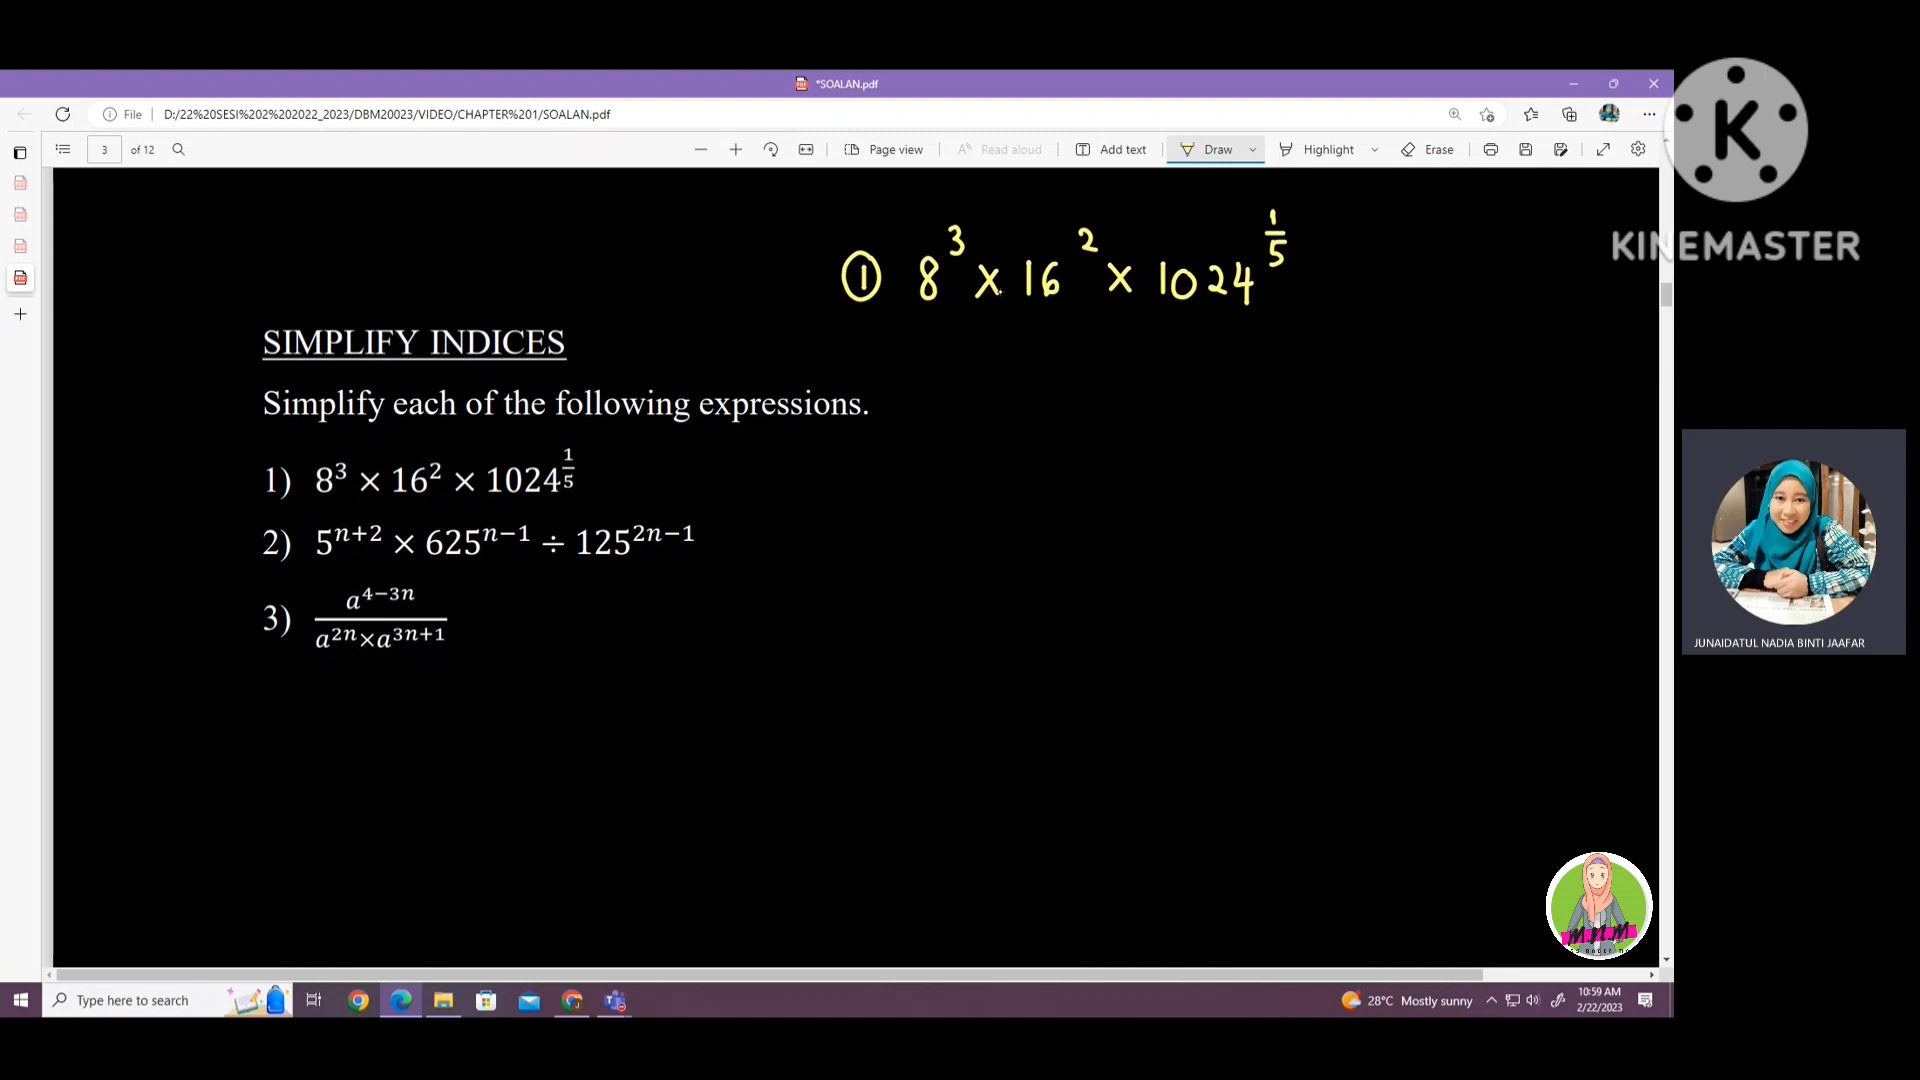 *SOALAN.pdf
File | D:/22%20SESI%202%202022_2023/DBM20023/VIDEO/CHAPTER%201/SOALAN.pdf
3 of 12 Page view Read aloud Add text Draw Highlight Erase
KINEMASTER
① 8³ × 16² × 1024^(1/5)
SIMPLIFY INDICES
Simplify each of the following expressions.
1) 8³ × 16² × 1024^(1/5)
2) 5^(n+2) × 625^(n−1) ÷ 125^(2n−1)
3) a^(4−3n) / (a^(2n)×a^(3n+1))
JUNAIDATUL NADIA BINTI JAAFAR
Type here to search
28°C Mostly sunny
10:59 AM
2/22/2023